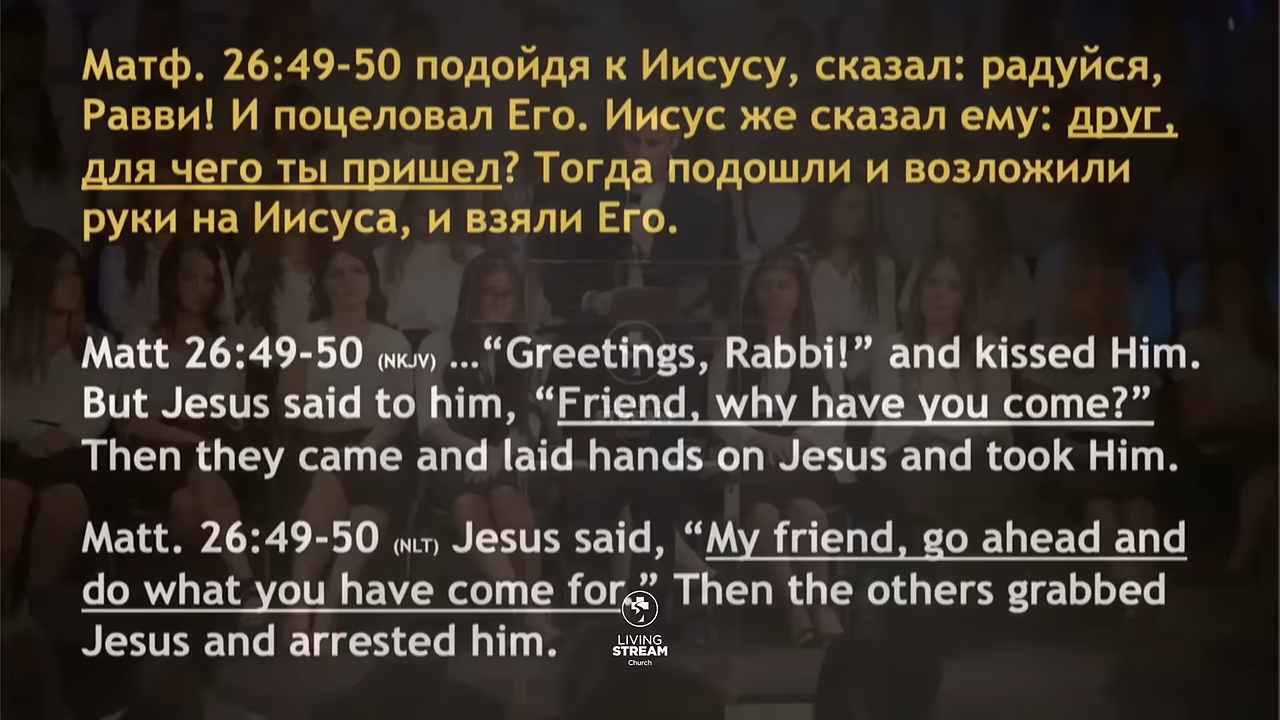 Матф. 26:49-50 подойдя к Иисусу, сказал: радуйся,
Равви! И поцеловал Его. Иисус же сказал ему: друг,
для чего ты пришел? Тогда подошли и возложили
руки на Иисуса, и взяли Его.
Matt 26:49-50 (NKJV) ...“Greetings, Rabbi!” and kissed Him.
But Jesus said to him, “Friend, why have you come?”
Then they came and laid hands on Jesus and took Him.
Matt. 26:49-50 (NLT) Jesus said, “My friend, go ahead and
do what you have come for.” Then the others grabbed
Jesus and arrested him.
LIVING
STREAM
Church